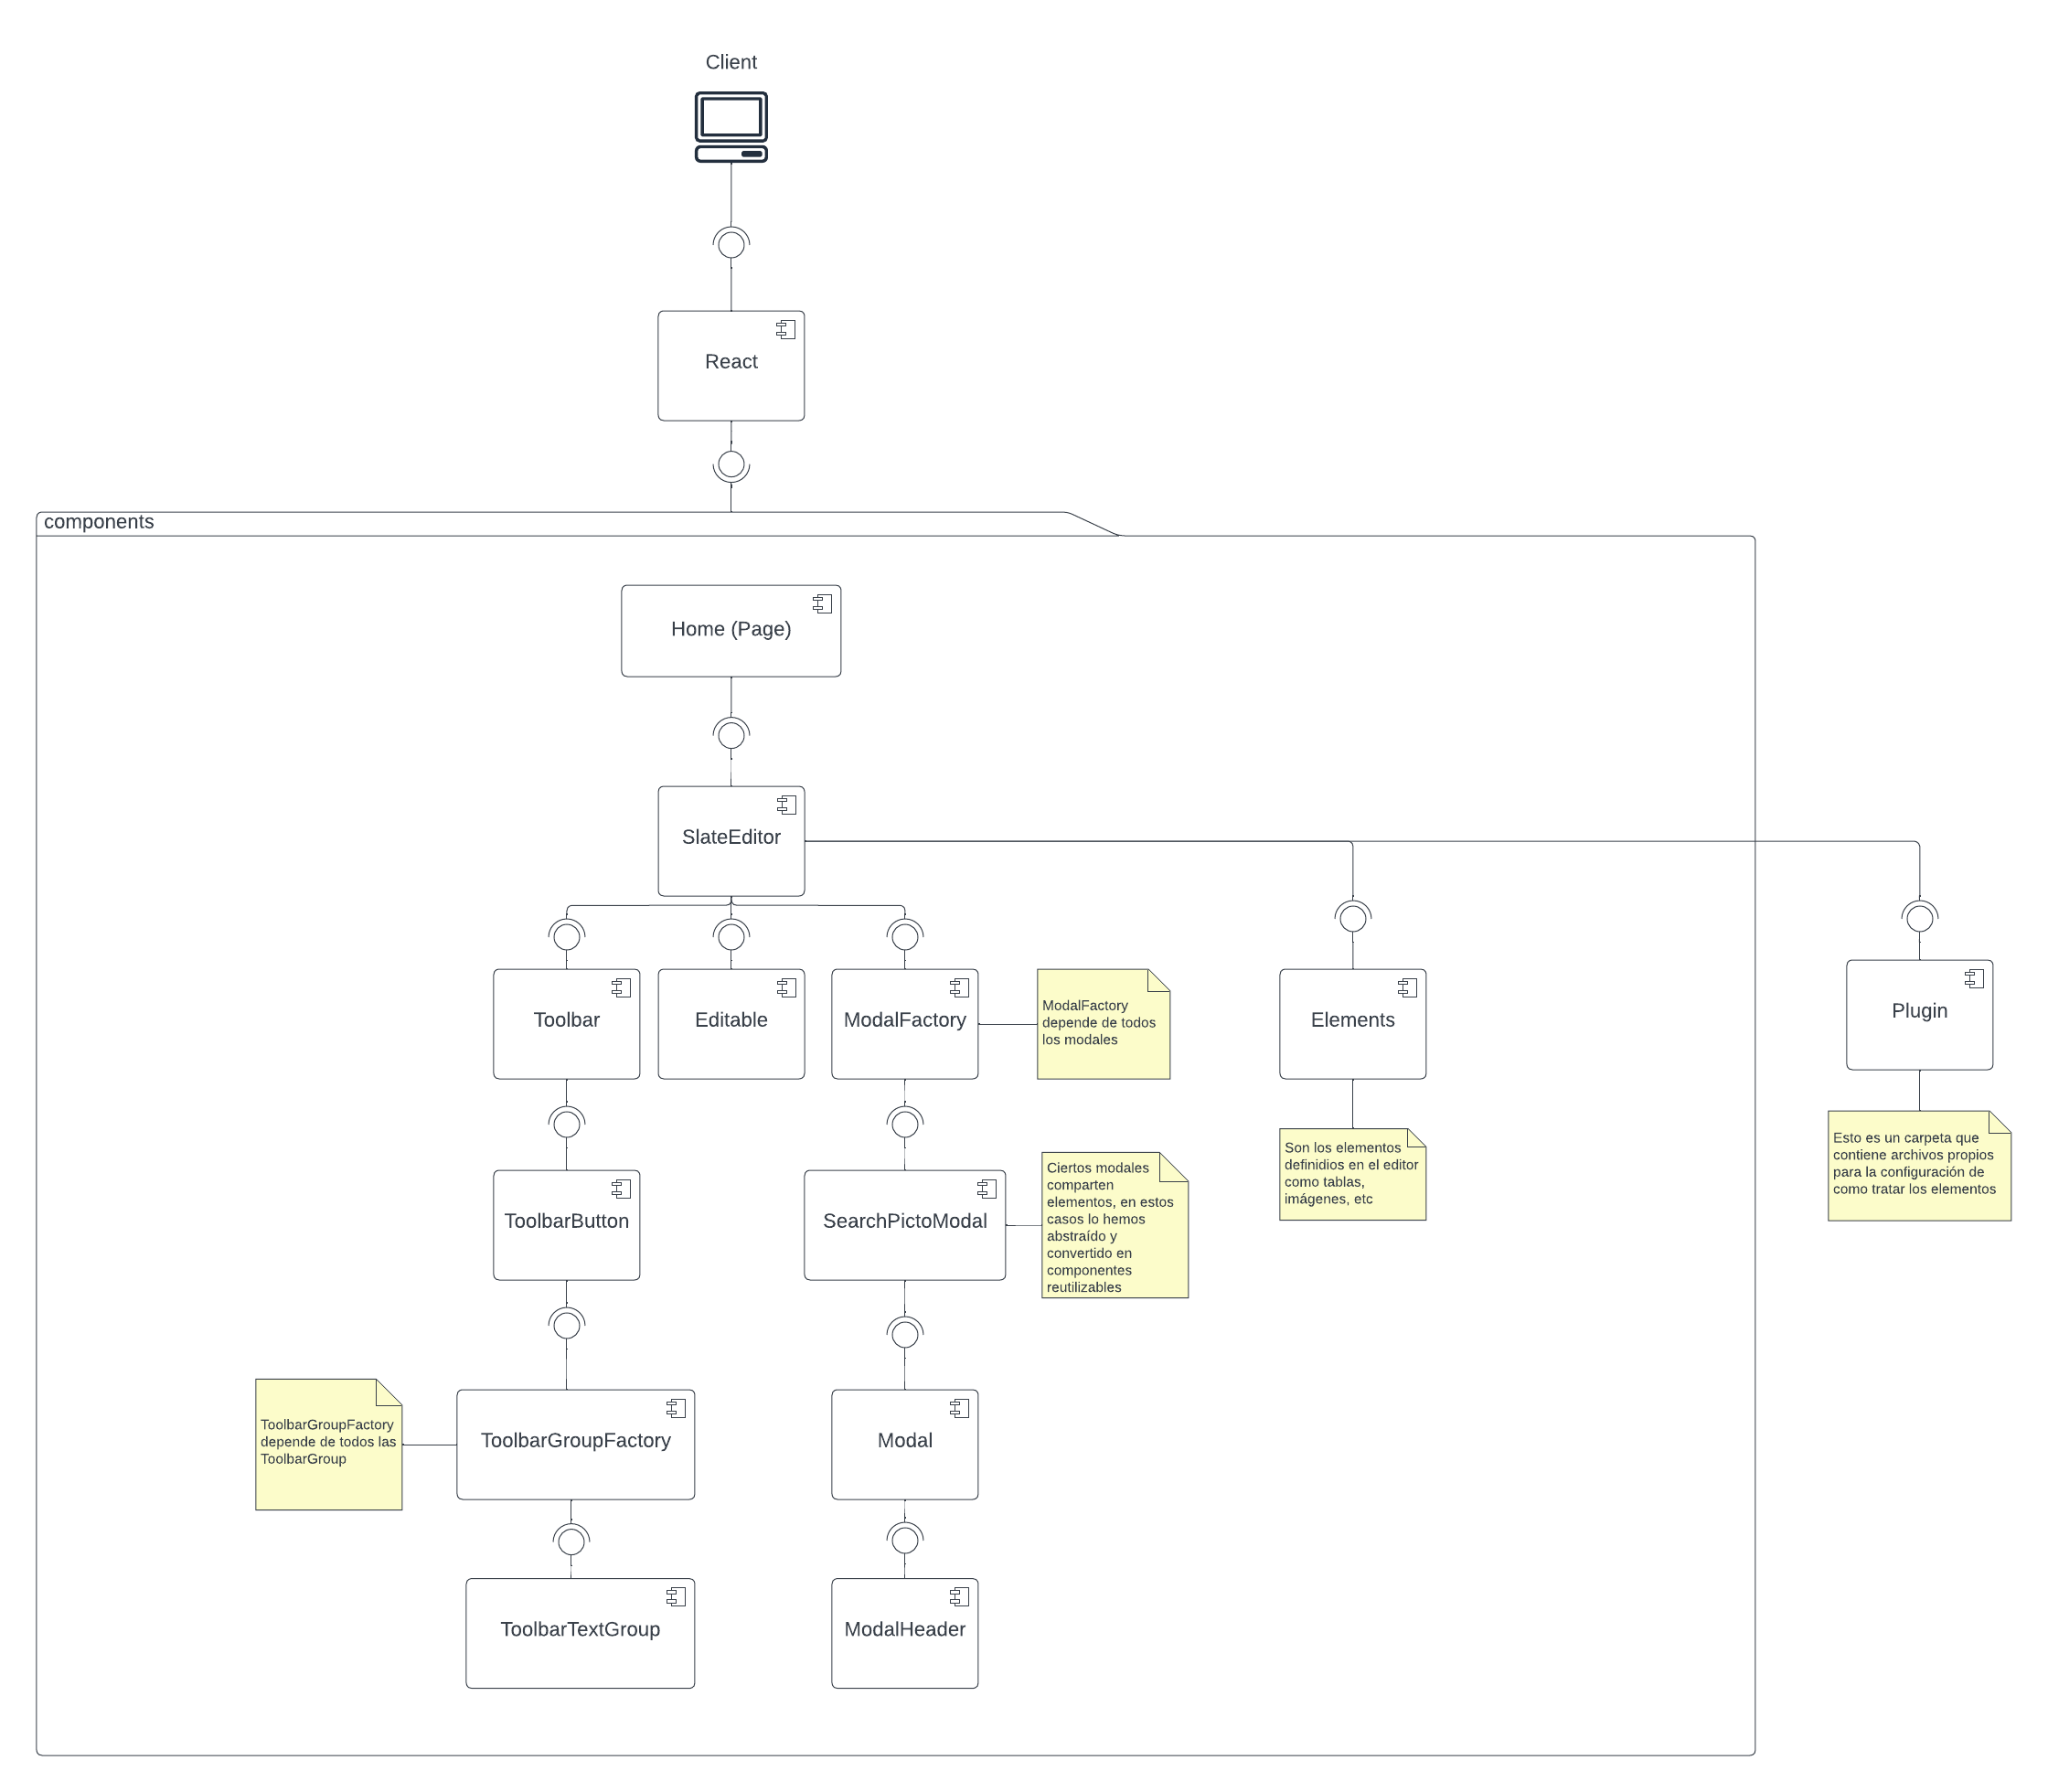 Client
React
components
Home (Page)
SlateEditor
Toolbar
Editable
ModalFactory
ModalFactory
depende de todos
los modales
Elements
Plugin
Son los elementos
definidios en el editor
como tablas,
imágenes, etc
Esto es un carpeta que
contiene archivos propios
para la configuración de
como tratar los elementos
ToolbarButton
SearchPictoModal
Ciertos modales
comparten
elementos, en estos
casos lo hemos
abstraído y
convertido en
componentes
reutilizables
ToolbarGroupFactory
depende de todos las
ToolbarGroup
ToolbarGroupFactory
Modal
ToolbarTextGroup
ModalHeader